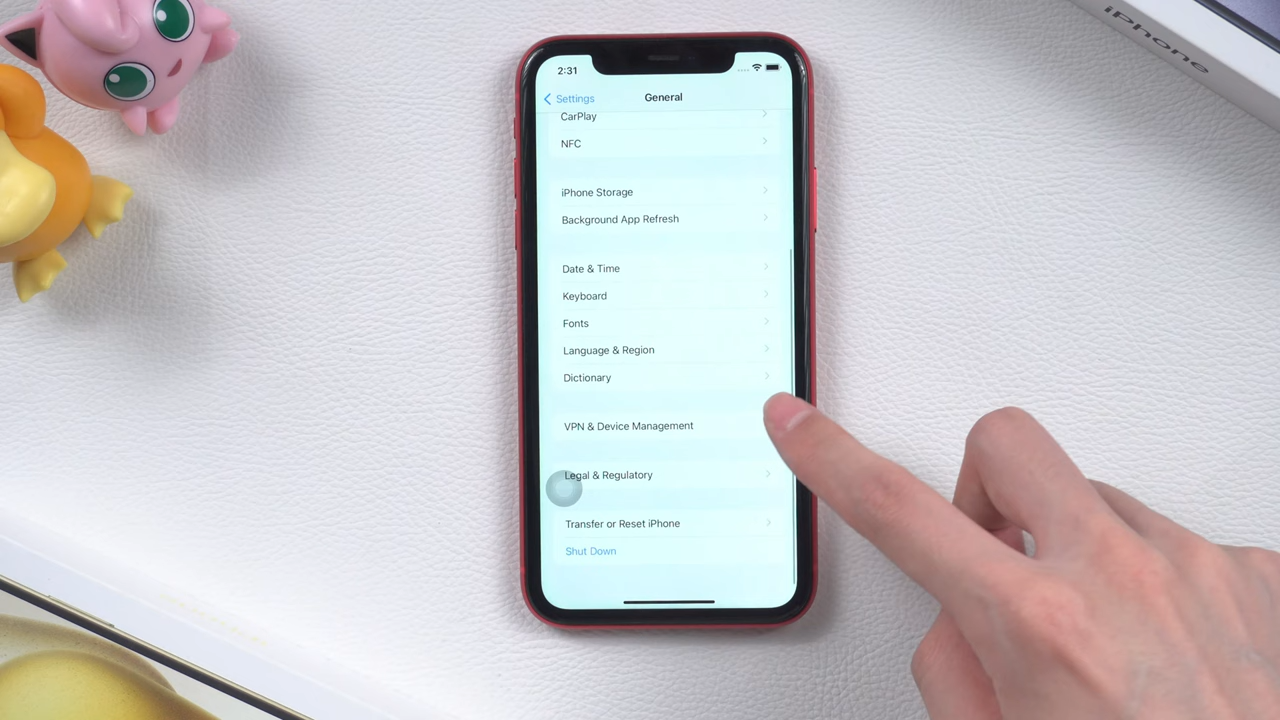 iPhone
2:31
Settings
General
CarPlay
NFC
iPhone Storage
Background App Refresh
Date & Time
Keyboard
Fonts
Language & Region
Dictionary
VPN & Device Management
Legal & Regulatory
Transfer or Reset iPhone
Shut Down